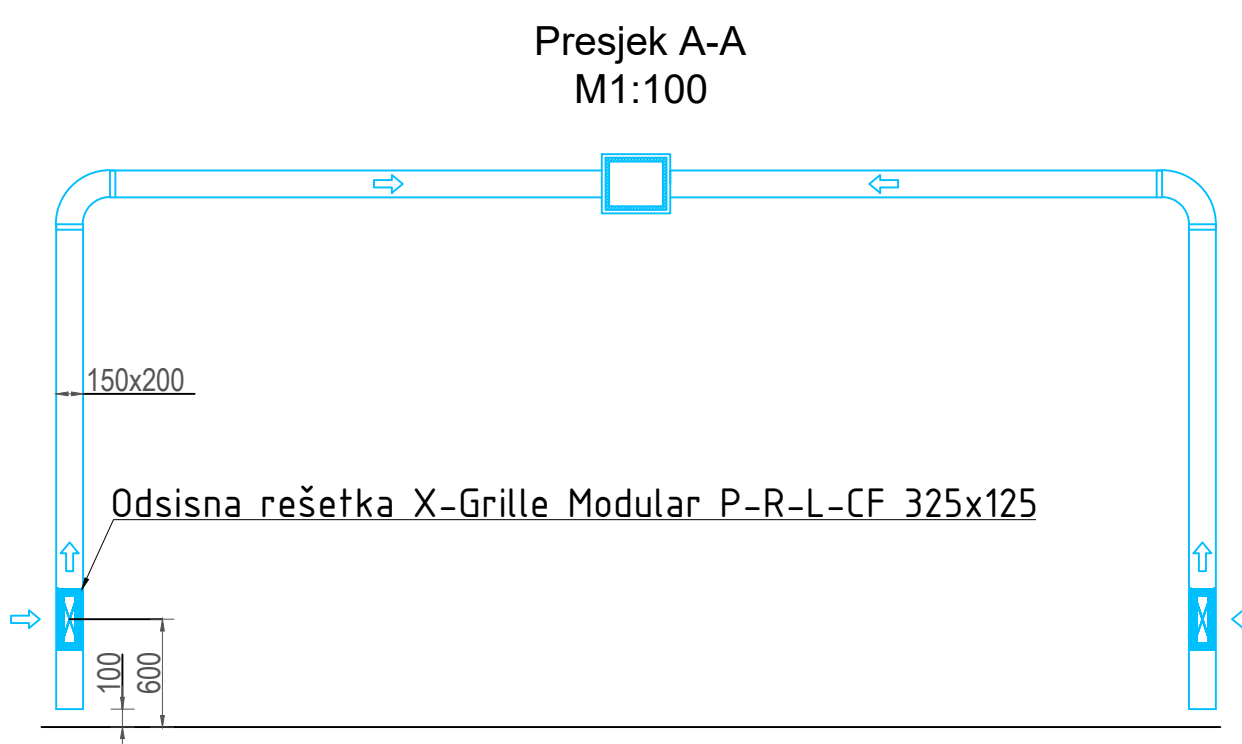 Presjek A-A
M1:100
150x200
Odsisna rešetka X-Grille Modular P-R-L-CF 325x125
100
600